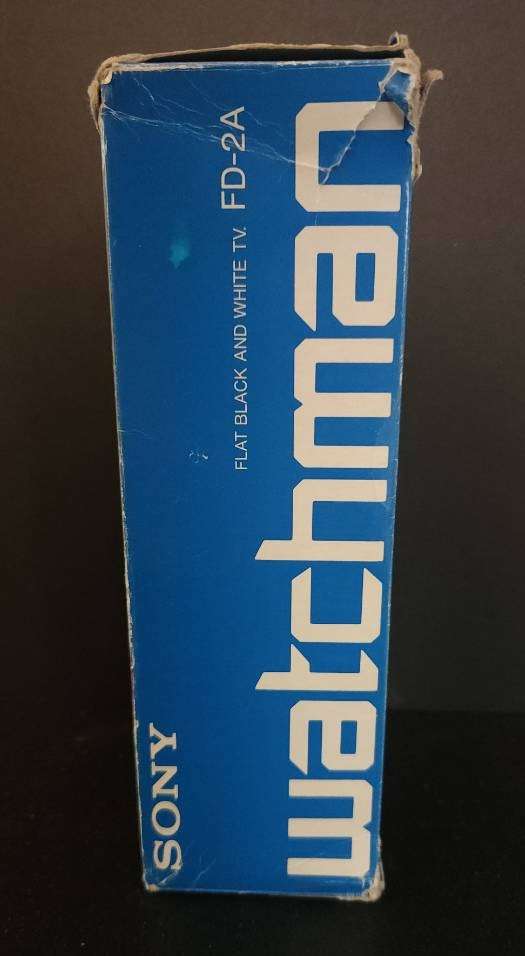 SONY
FLAT BLACK AND WHITE TV. FD-2A
watchman